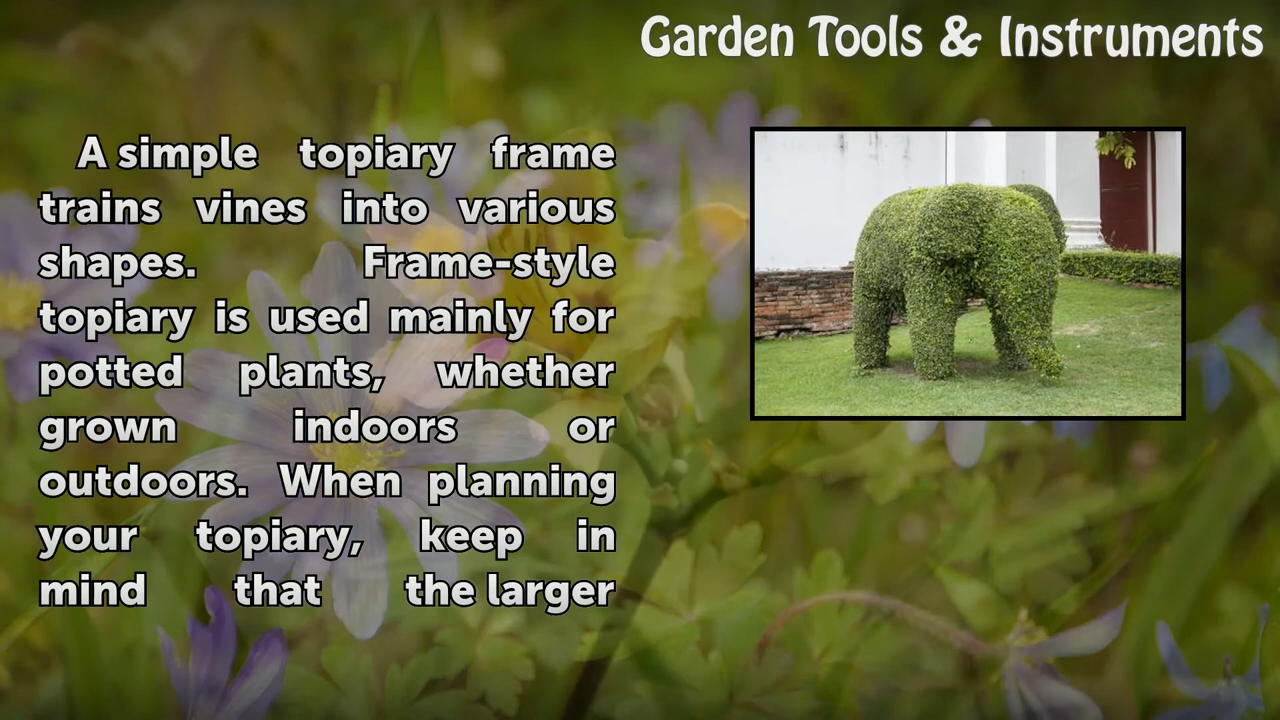 Garden Tools & Instruments
A simple topiary frame
trains vines into various
shapes. Frame-style
topiary is used mainly for
potted plants, whether
grown indoors or
outdoors. When planning
your topiary, keep in
mind that the larger